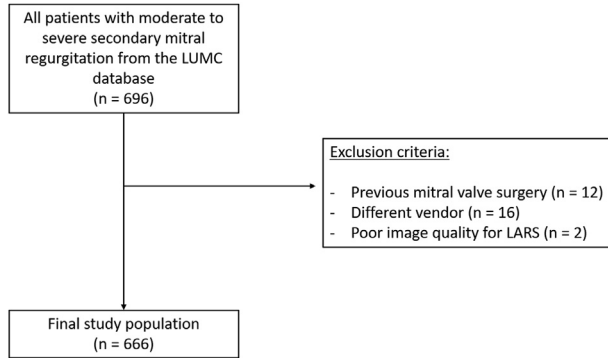 All patients with moderate to
severe secondary mitral
regurgitation from the LUMC
database
(n = 696)
Exclusion criteria:
- Previous mitral valve surgery (n = 12)
- Different vendor (n = 16)
- Poor image quality for LARS (n = 2)
Final study population
(n = 666)